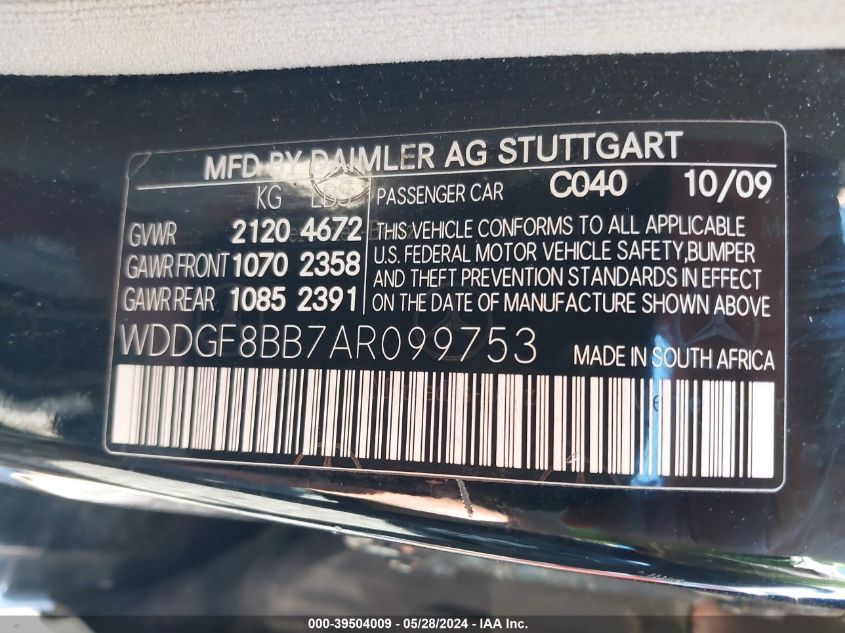 MFD BY DAIMLER AG STUTTGART
KG LBS
GVWR 2120 4672
GAWR FRONT 1070 2358
GAWR REAR 1085 2391
PASSENGER CAR C040 10/09
THIS VEHICLE CONFORMS TO ALL APPLICABLE
U.S. FEDERAL MOTOR VEHICLE SAFETY,BUMPER
AND THEFT PREVENTION STANDARDS IN EFFECT
ON THE DATE OF MANUFACTURE SHOWN ABOVE
WDDGF8BB7AR099753 MADE IN SOUTH AFRICA
000-39504009 - 05/28/2024 - IAA Inc.